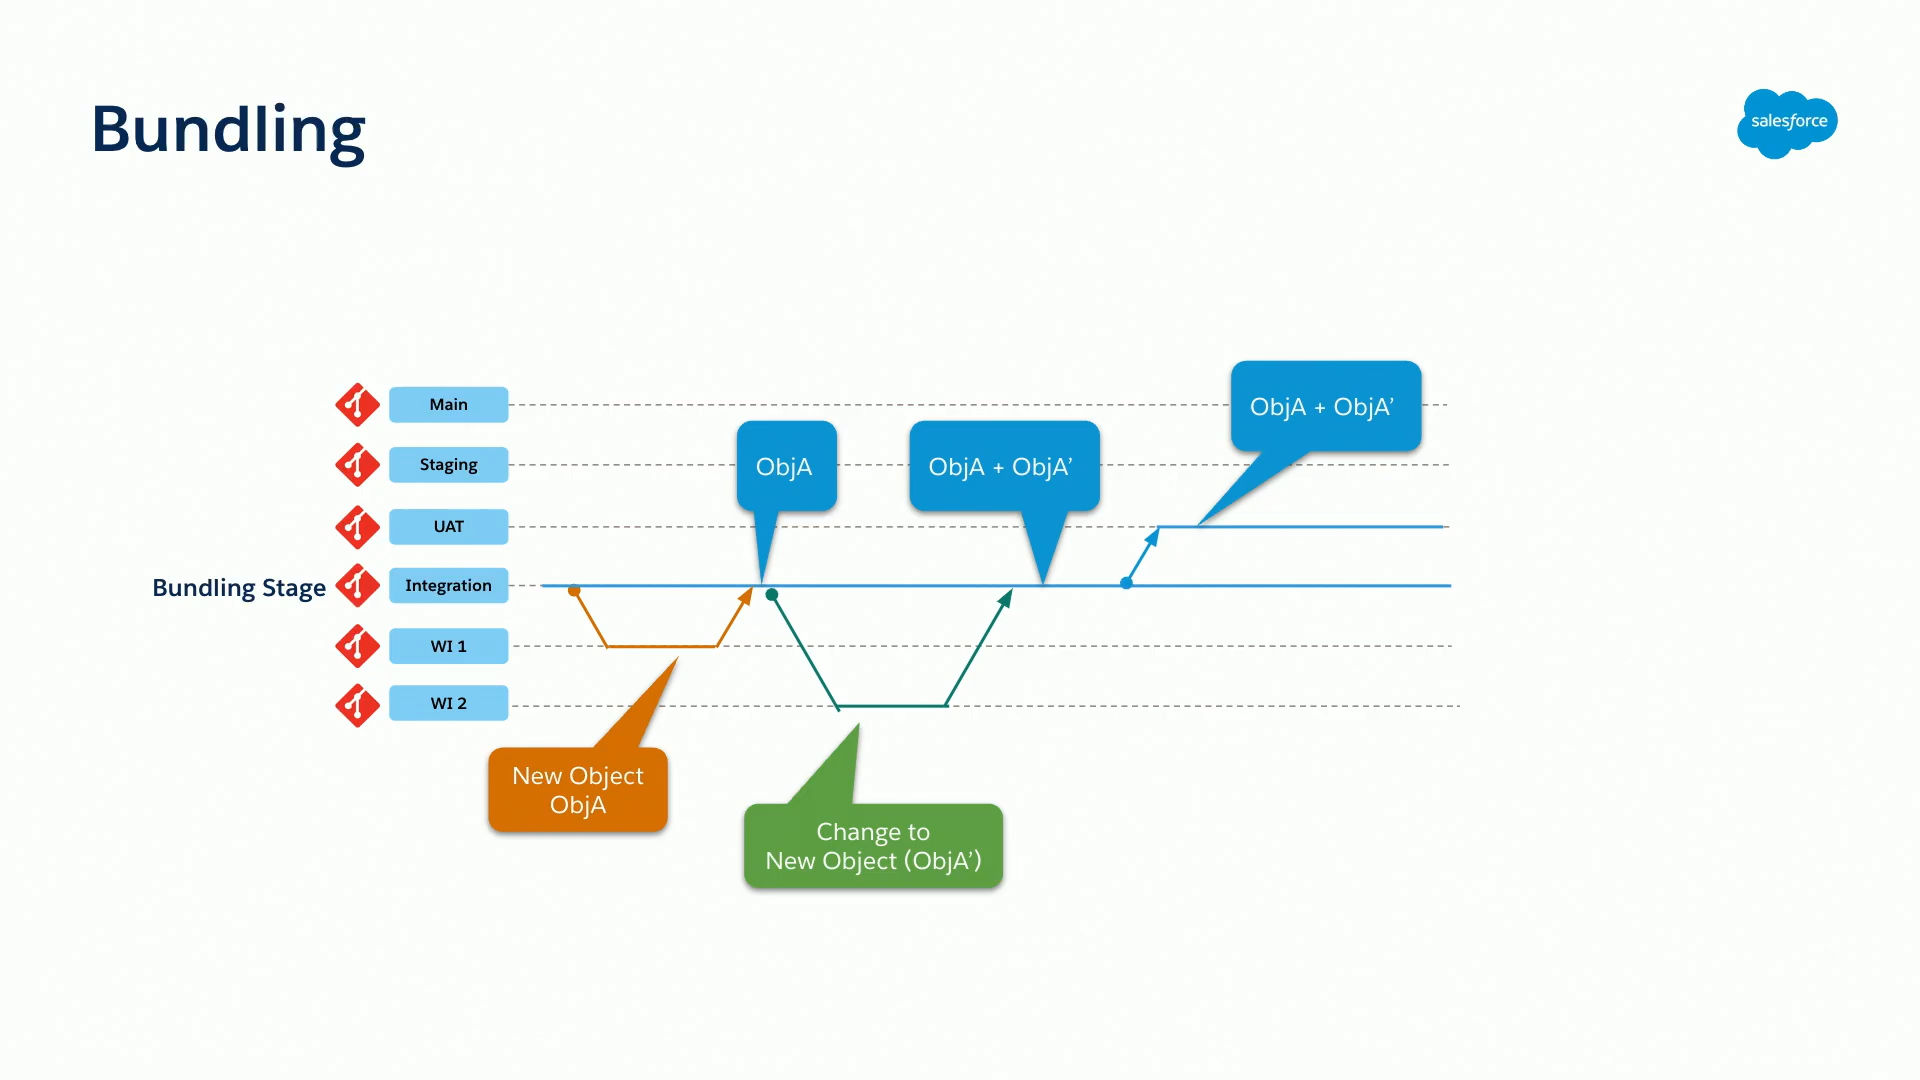 Bundling
salesforce
Main
Staging
UAT
Bundling Stage
Integration
WI 1
WI 2
ObjA
ObjA + ObjA’
ObjA + ObjA’
New Object
ObjA
Change to
New Object (ObjA’)